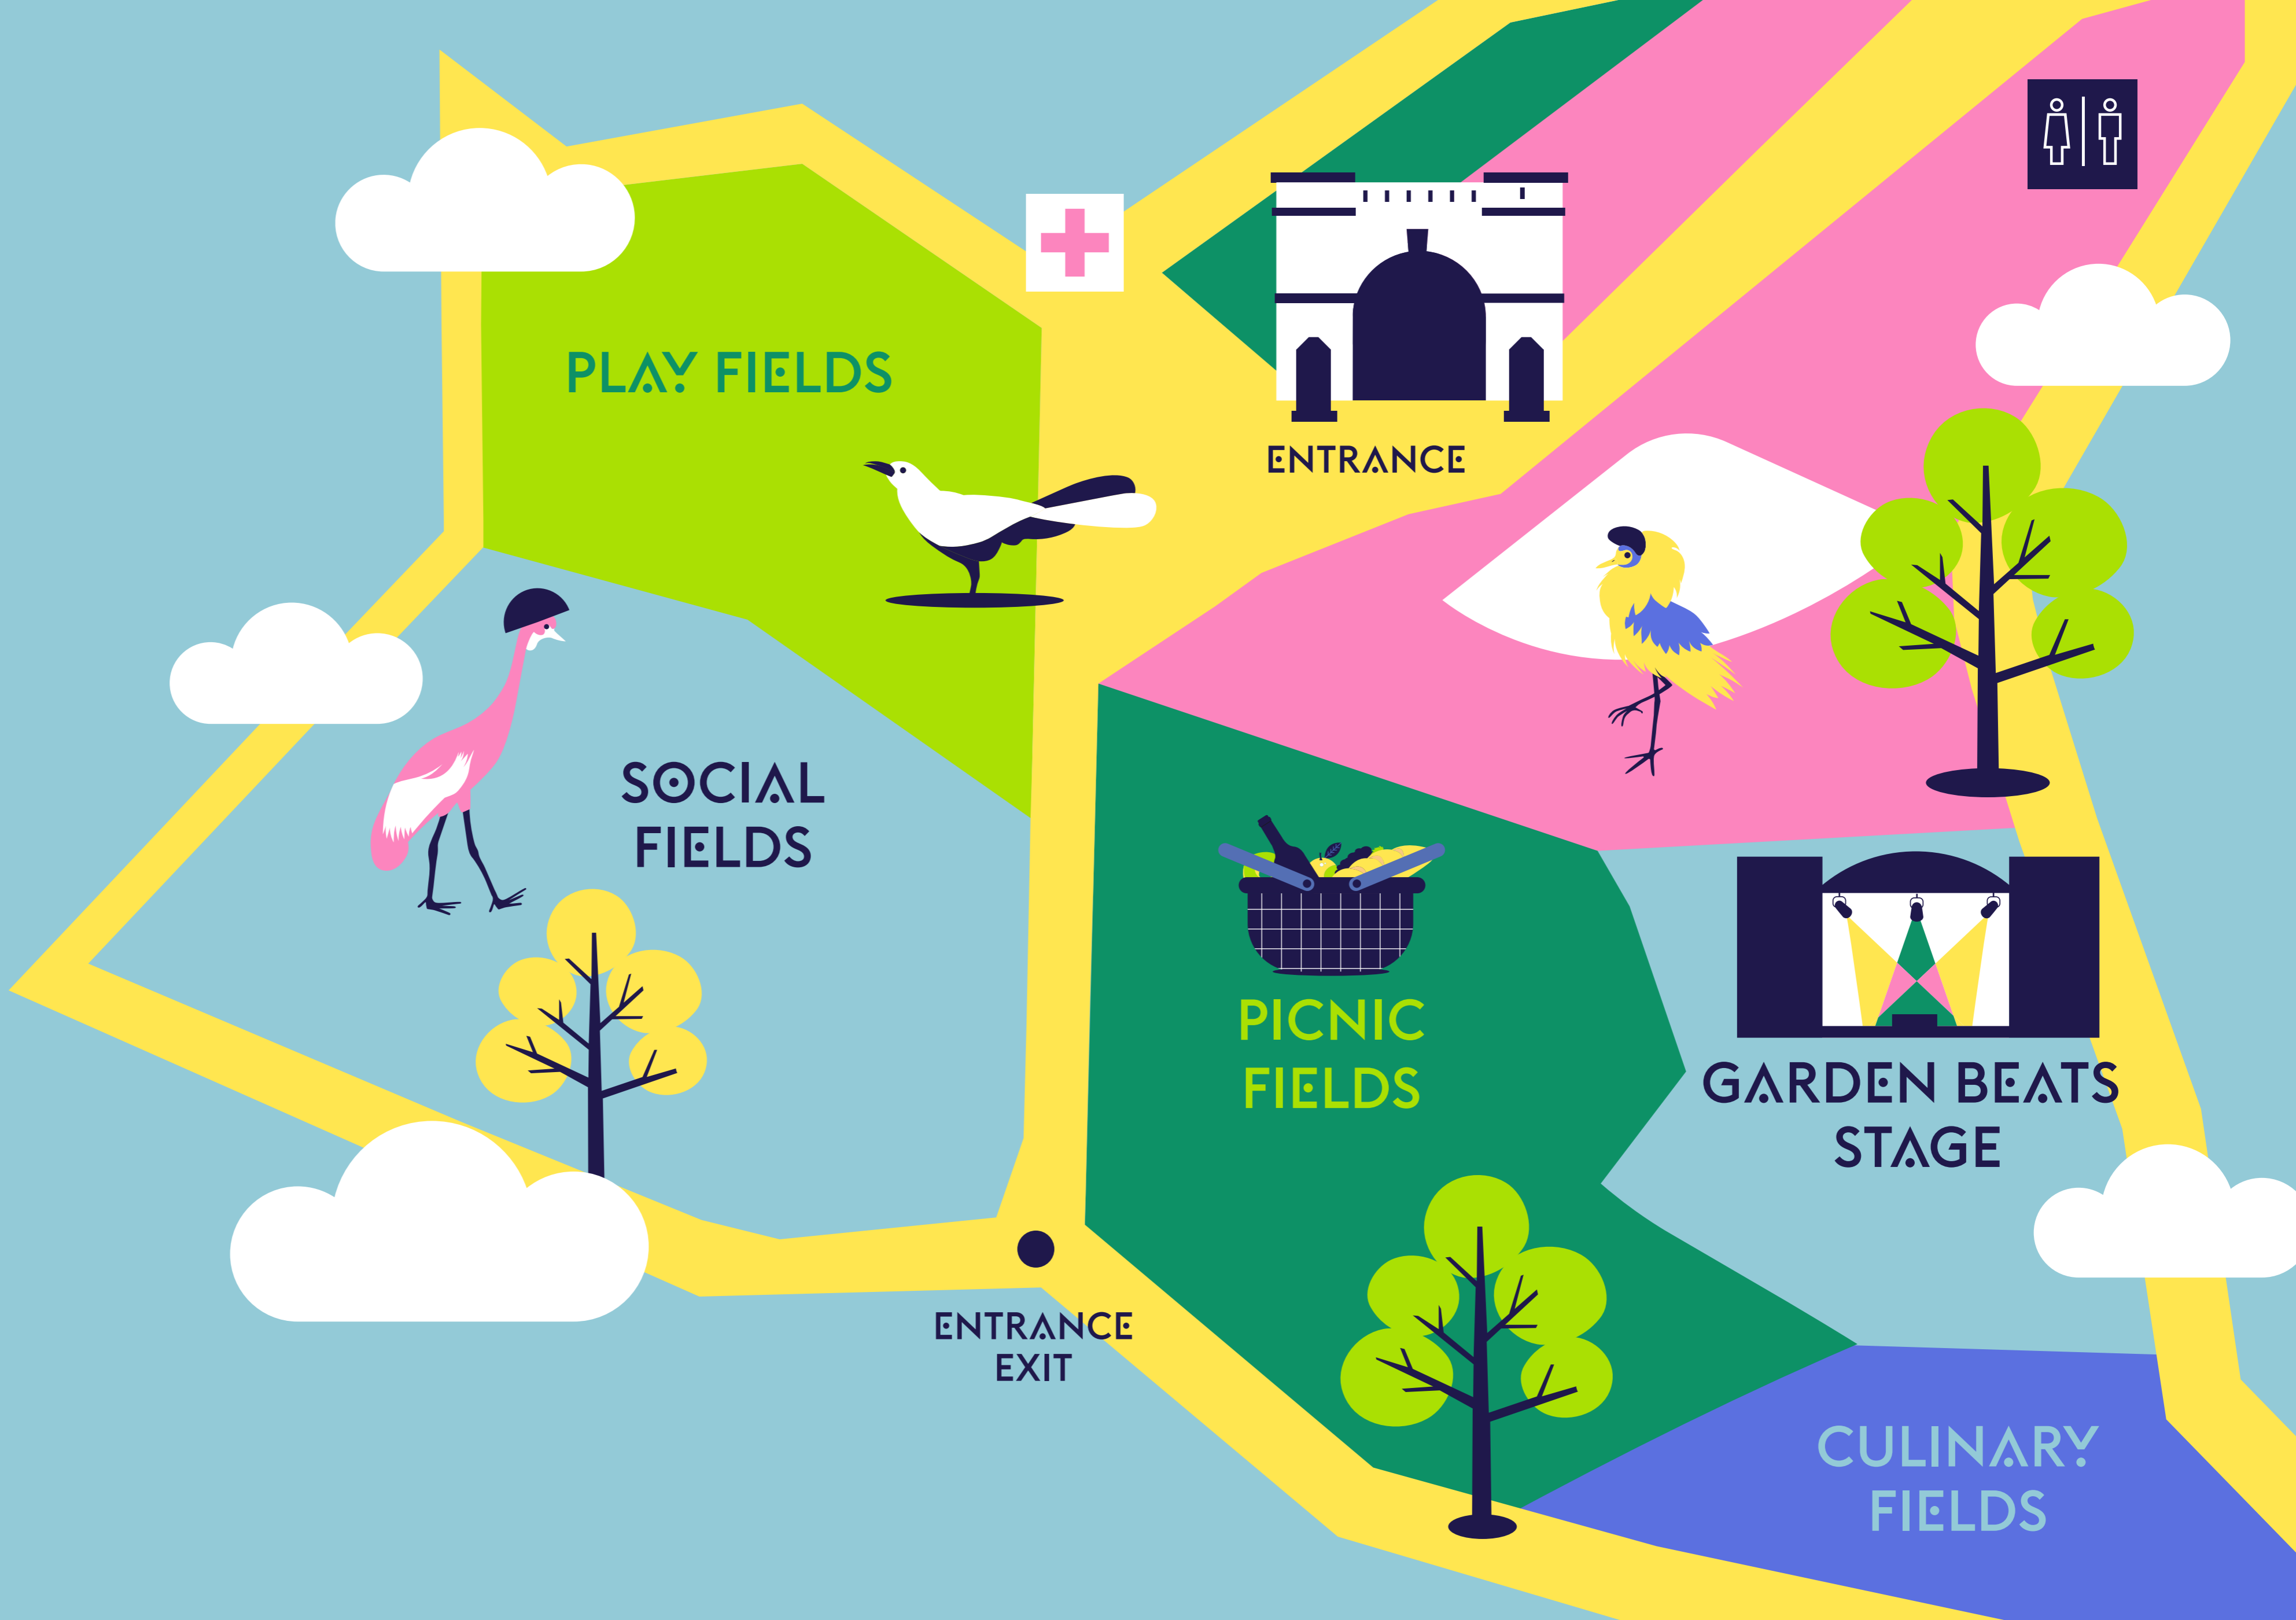 PLAY FIELDS
ENTRANCE
SOCIAL
FIELDS
PICNIC
FIELDS
GARDEN BEATS
STAGE
ENTRANCE
EXIT
CULINARY
FIELDS